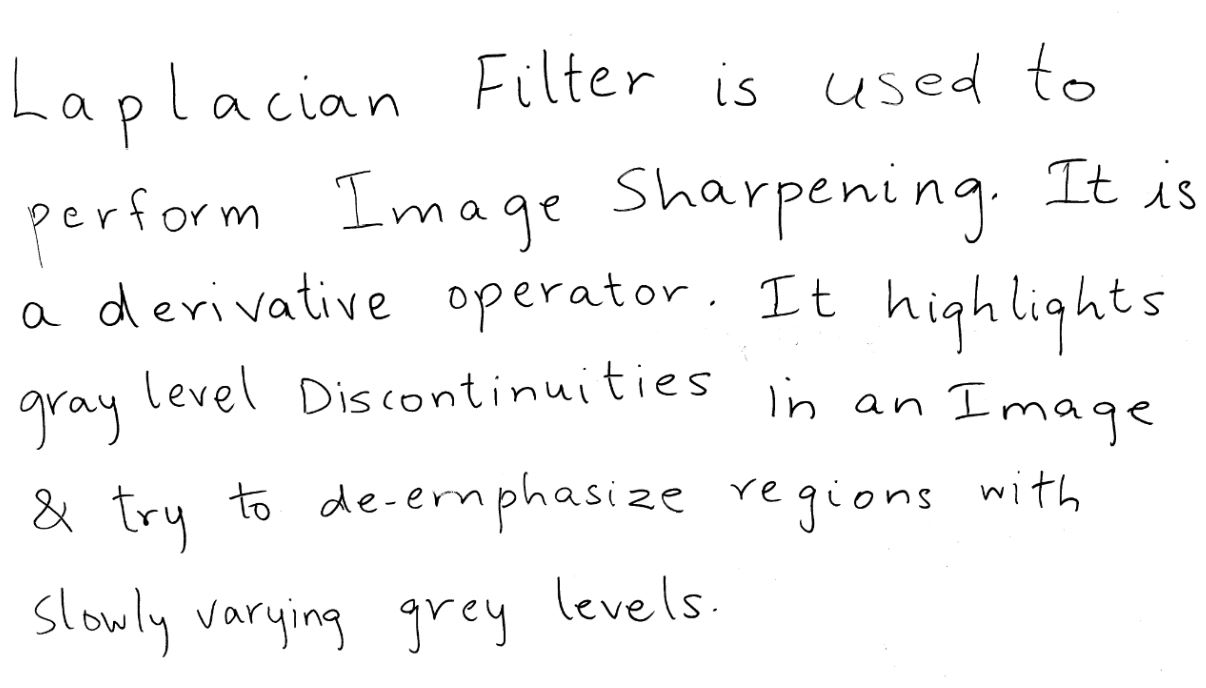 Laplacian Filter is used to
perform Image Sharpening. It is
a derivative operator. It highlights
gray level Discontinuities in an Image
& try to de-emphasize regions with
slowly varying grey levels.